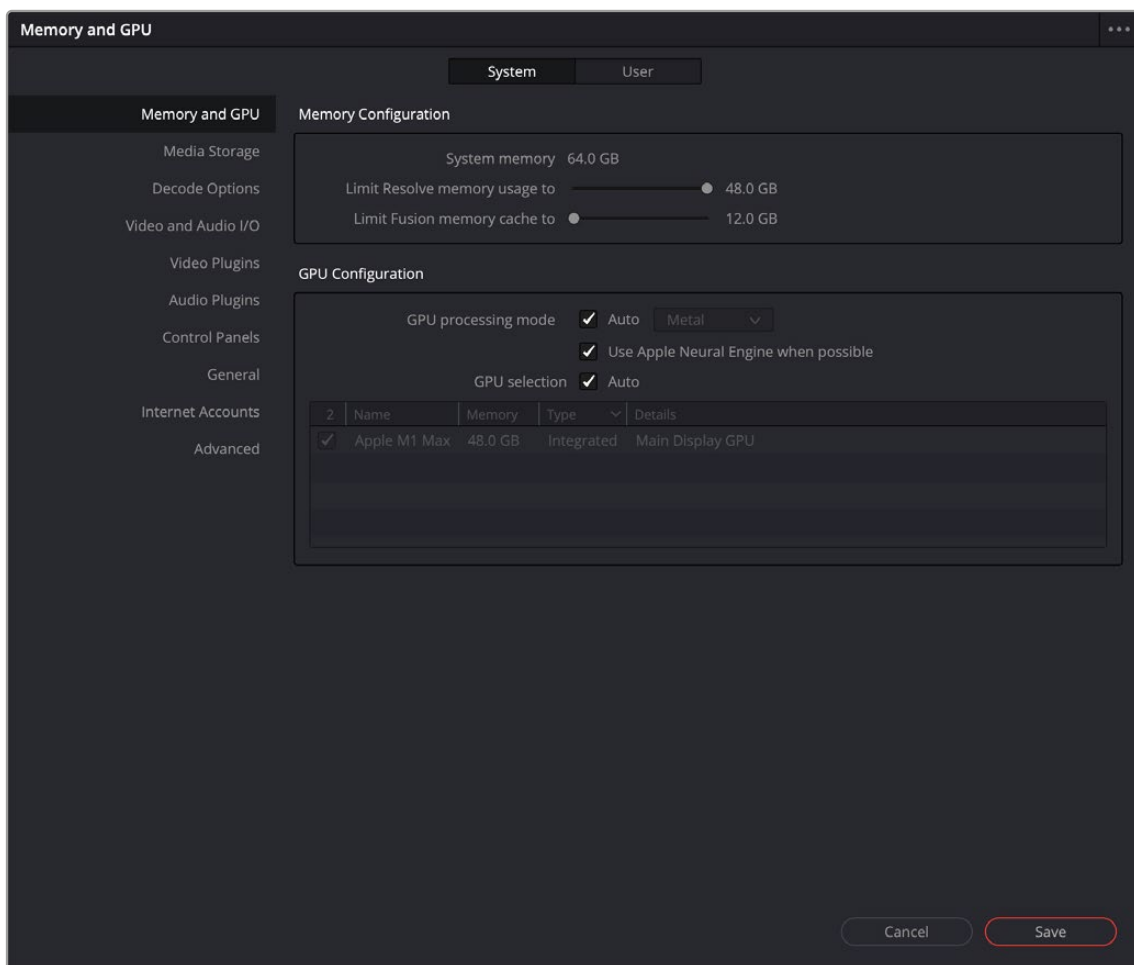 Memory and GPU
System User
Memory and GPU
Media Storage
Decode Options
Video and Audio I/O
Video Plugins
Audio Plugins
Control Panels
General
Internet Accounts
Advanced
Memory Configuration
System memory 64.0 GB
Limit Resolve memory usage to 48.0 GB
Limit Fusion memory cache to 12.0 GB
GPU Configuration
GPU processing mode Auto Metal
Use Apple Neural Engine when possible
GPU selection Auto
2 Name Memory Type Details
Apple M1 Max 48.0 GB Integrated Main Display GPU
Cancel Save